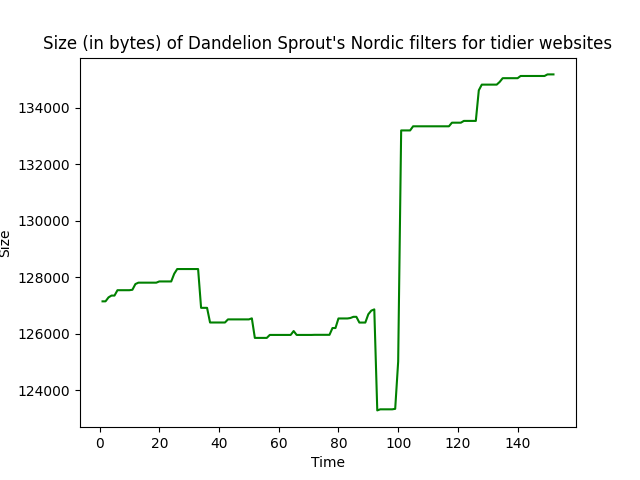 Size (in bytes) of Dandelion Sprout's Nordic filters for tidier websites
134000
132000
130000
128000
126000
124000
Size
0 20 40 60 80 100 120 140
Time